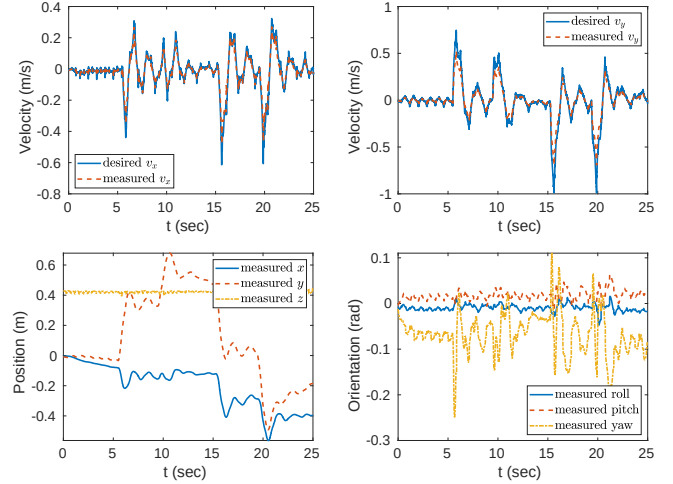 0.4
0.2
0
-0.2
-0.4
-0.6
-0.8
Velocity (m/s)
desired v_x
measured v_x
0 5 10 15 20 25
t (sec)
1
0.5
0
-0.5
-1
Velocity (m/s)
desired v_y
measured v_y
0 5 10 15 20 25
t (sec)
0.6
0.4
0.2
0
-0.2
-0.4
Position (m)
measured x
measured y
measured z
0 5 10 15 20 25
t (sec)
0.1
0
-0.1
-0.2
-0.3
Orientation (rad)
measured roll
measured pitch
measured yaw
0 5 10 15 20 25
t (sec)